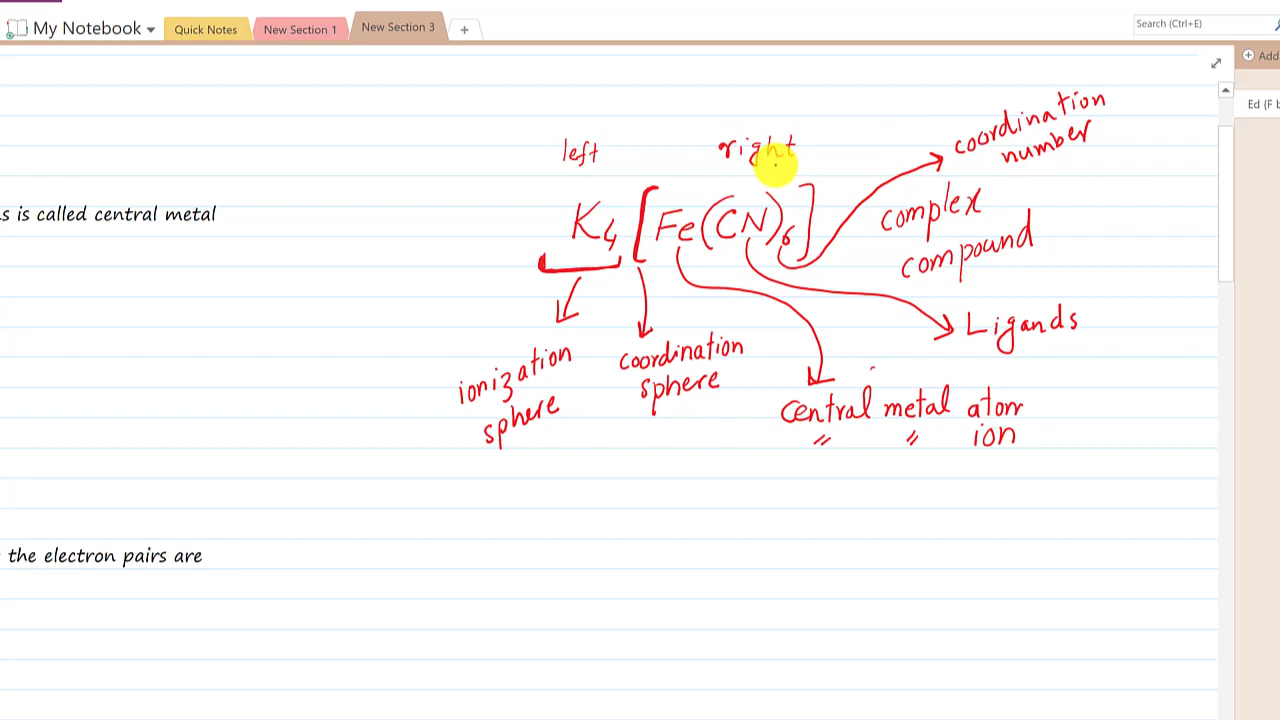 My Notebook
Quick Notes
New Section 1
New Section 3
Search (Ctrl+E)
Add
Ed (F b
left
right
coordination
number
s is called central metal
K4 [Fe(CN)6]
complex
compound
Ligands
ionization
sphere
coordination
sphere
central metal atom
〃 〃 ion
the electron pairs are